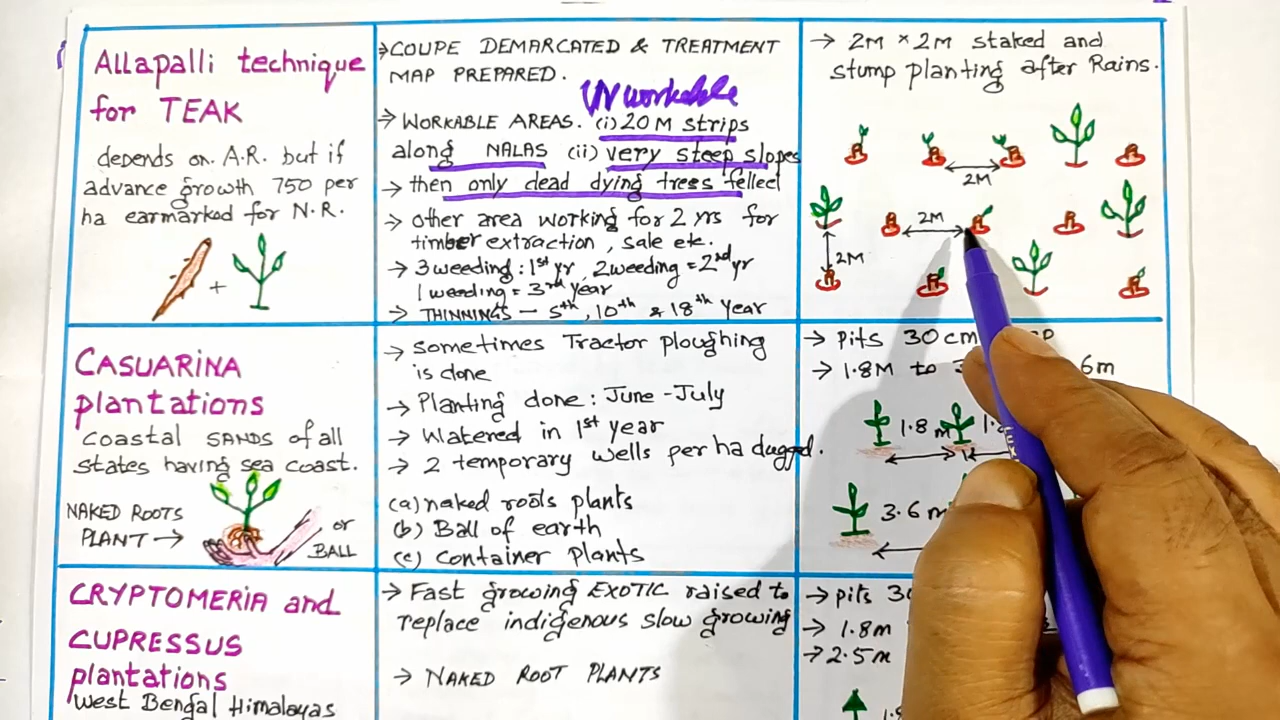 Allapalli technique
for TEAK
depends on A.R. but if
advance growth 750 per
ha earmarked for N.R.
+
→ COUPE DEMARCATED & TREATMENT
MAP PREPARED.
UNworkable
→ WORKABLE AREAS. (i) 20 M strips
along NALAS (ii) very steep slopes
→ then only dead dying trees felled
→ other area working for 2 yrs for
timber extraction, sale etc.
→ 3 weeding: 1st yr, 2 weeding = 2nd yr
1 weeding = 3rd year
→ THINNINGS – 5th, 10th & 18th year
→ 2M × 2M staked and
stump planting after Rains.
2M
2M
2M
CASUARINA
plantations
coastal SANDS of all
states having sea coast.
NAKED ROOTS
PLANT →
or
BALL
→ sometimes Tractor ploughing
is done
→ Planting done: June - July
→ Watered in 1st year
→ 2 temporary wells per ha dugged.
(a) naked roots plants
(b) Ball of earth
(c) container plants
→ pits 30 cm
→ 1.8M to 6m
1.8 m
3.6 m
CRYPTOMERIA and
CUPRESSUS
plantations
West Bengal Himalayas
→ Fast growing EXOTIC raised to
replace indigenous slow growing
→ NAKED ROOT PLANTS
→ pits
→ 1.8m
→ 2.5m